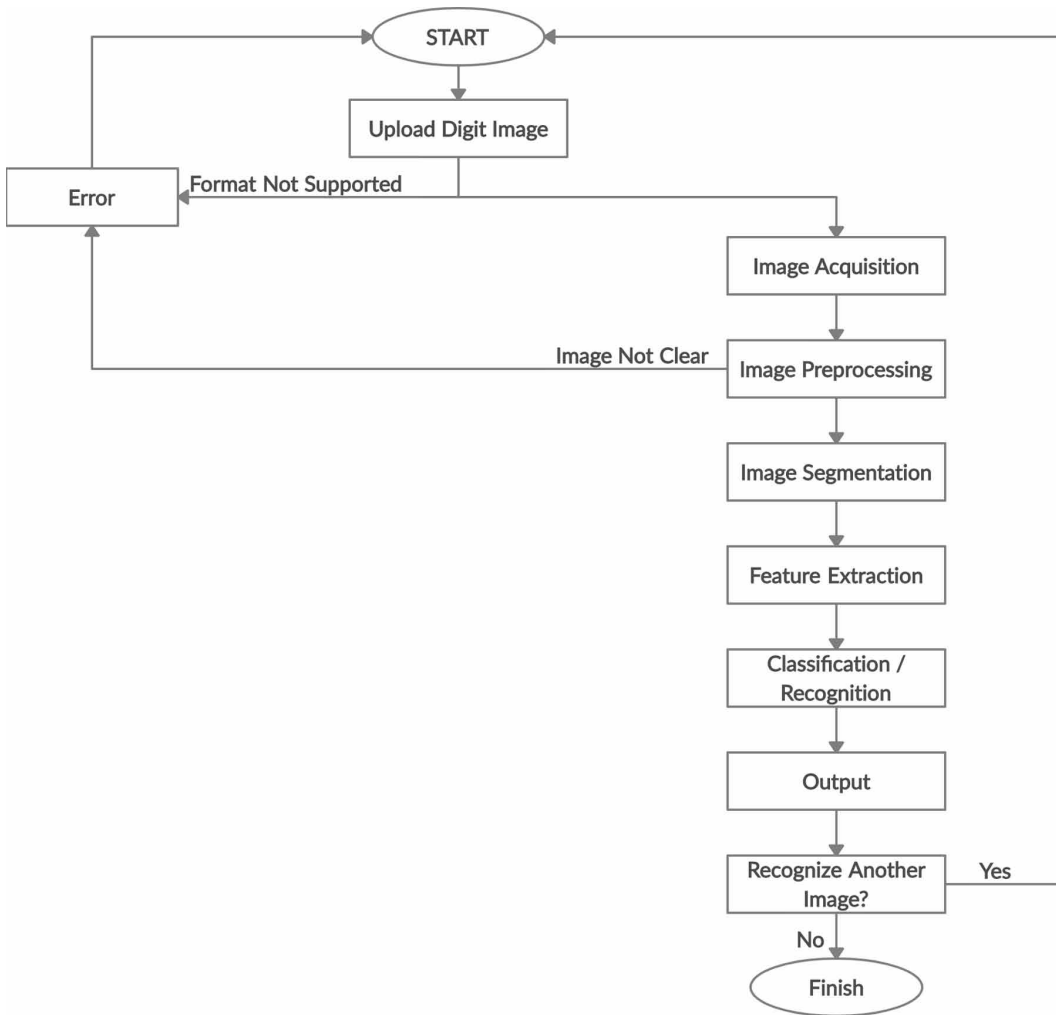 START
Upload Digit Image
Format Not Supported
Error
Image Acquisition
Image Not Clear
Image Preprocessing
Image Segmentation
Feature Extraction
Classification /
Recognition
Output
Recognize Another
Image?
Yes
No
Finish